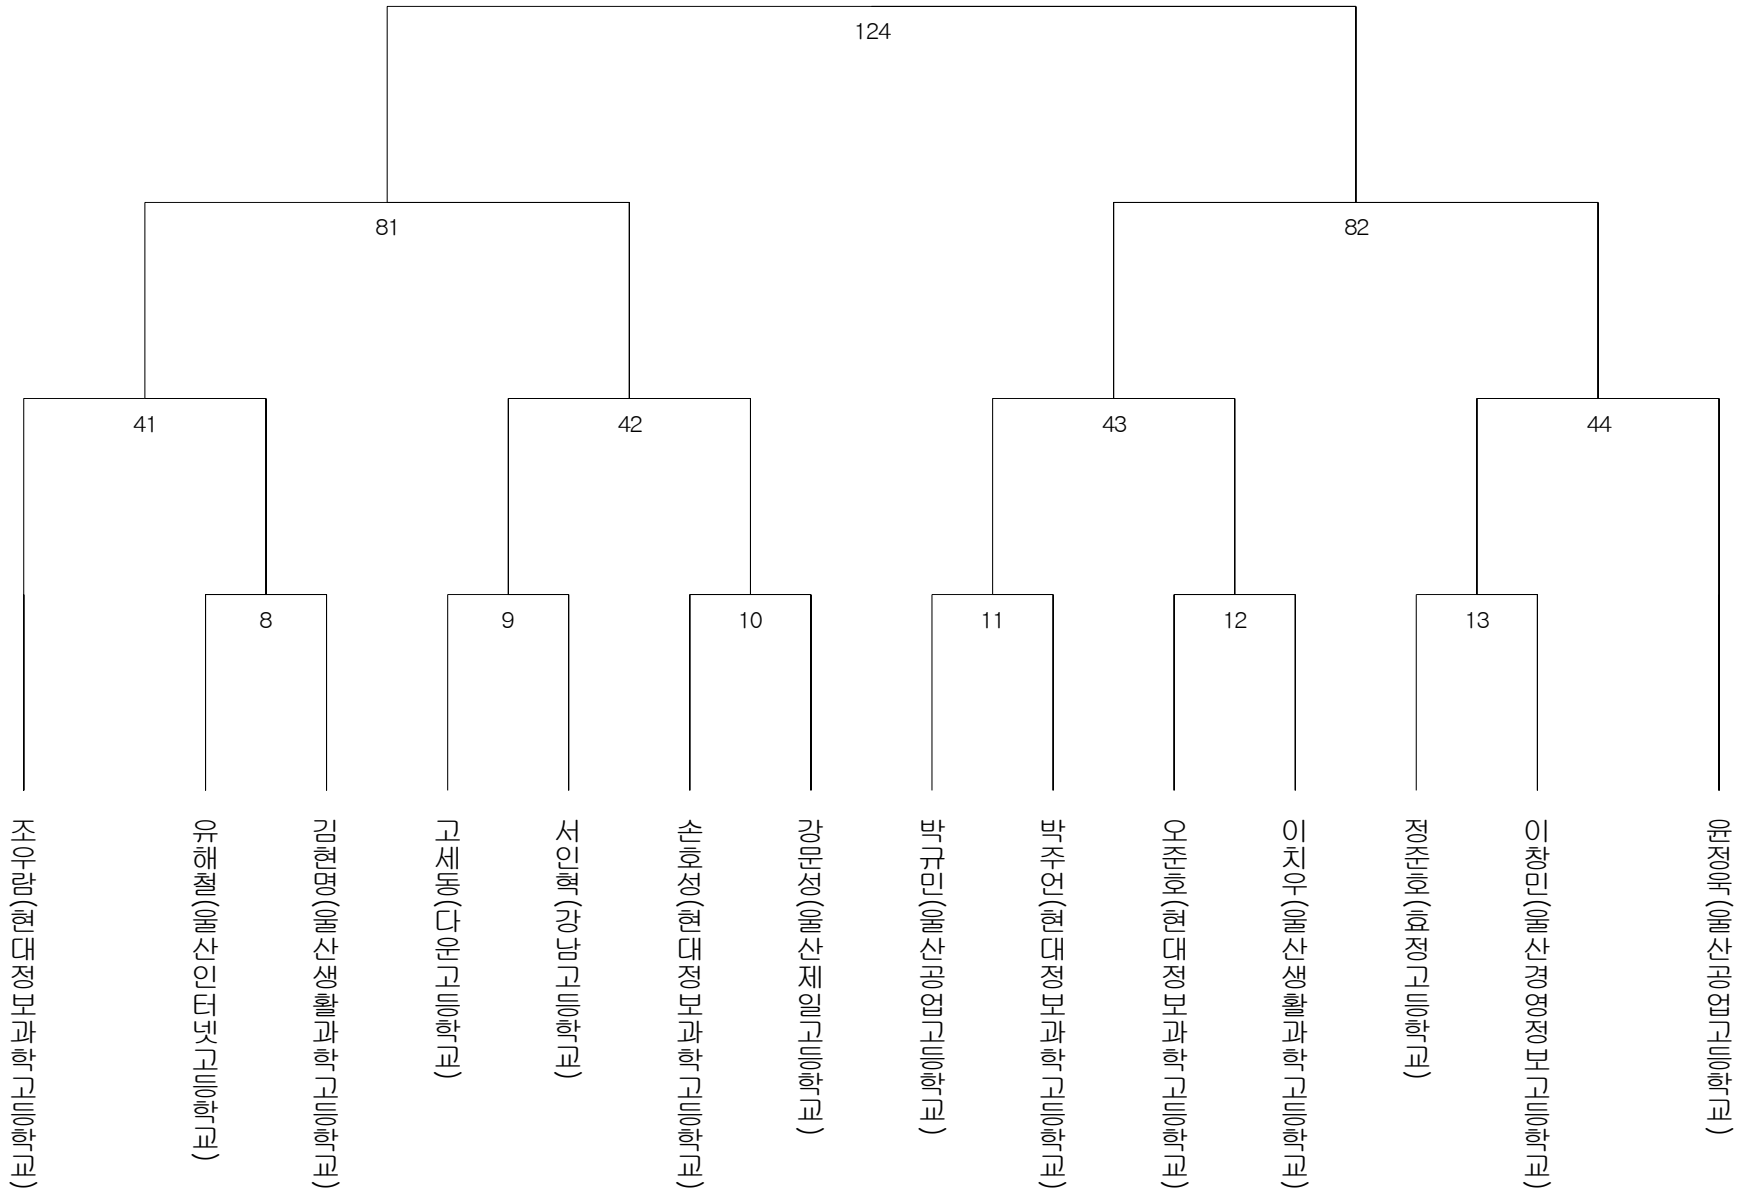 124
81
82
41
42
43
44
8
9
10
11
12
13
조우람(현대정보과학고등학교)
유해철(울산인터넷고등학교)
김현명(울산생활과학고등학교)
고세동(다운고등학교)
서인혁(강남고등학교)
손호성(현대정보과학고등학교)
강문성(울산제일고등학교)
박규민(울산공업고등학교)
박주언(현대정보과학고등학교)
오준호(현대정보과학고등학교)
이치우(울산생활과학고등학교)
정준호(효정고등학교)
이창민(울산경영정보고등학교)
윤정욱(울산공업고등학교)